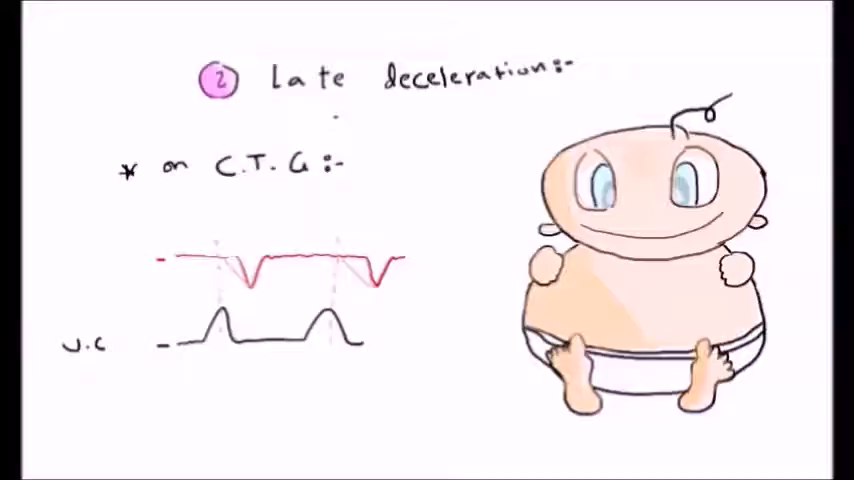 2 Late deceleration:-
* on C.T.G:-
U.C